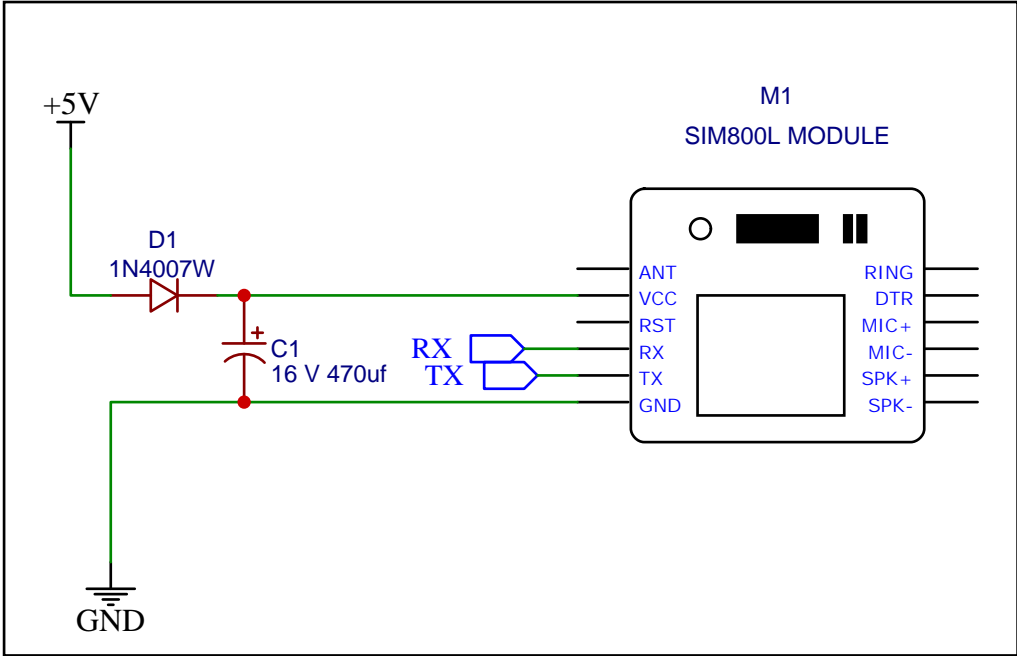 +5V
M1
SIM800L MODULE
D1
1N4007W
+
C1
16 V 470uf
RX
TX
ANT
VCC
RST
RX
TX
GND
RING
DTR
MIC+
MIC-
SPK+
SPK-
GND